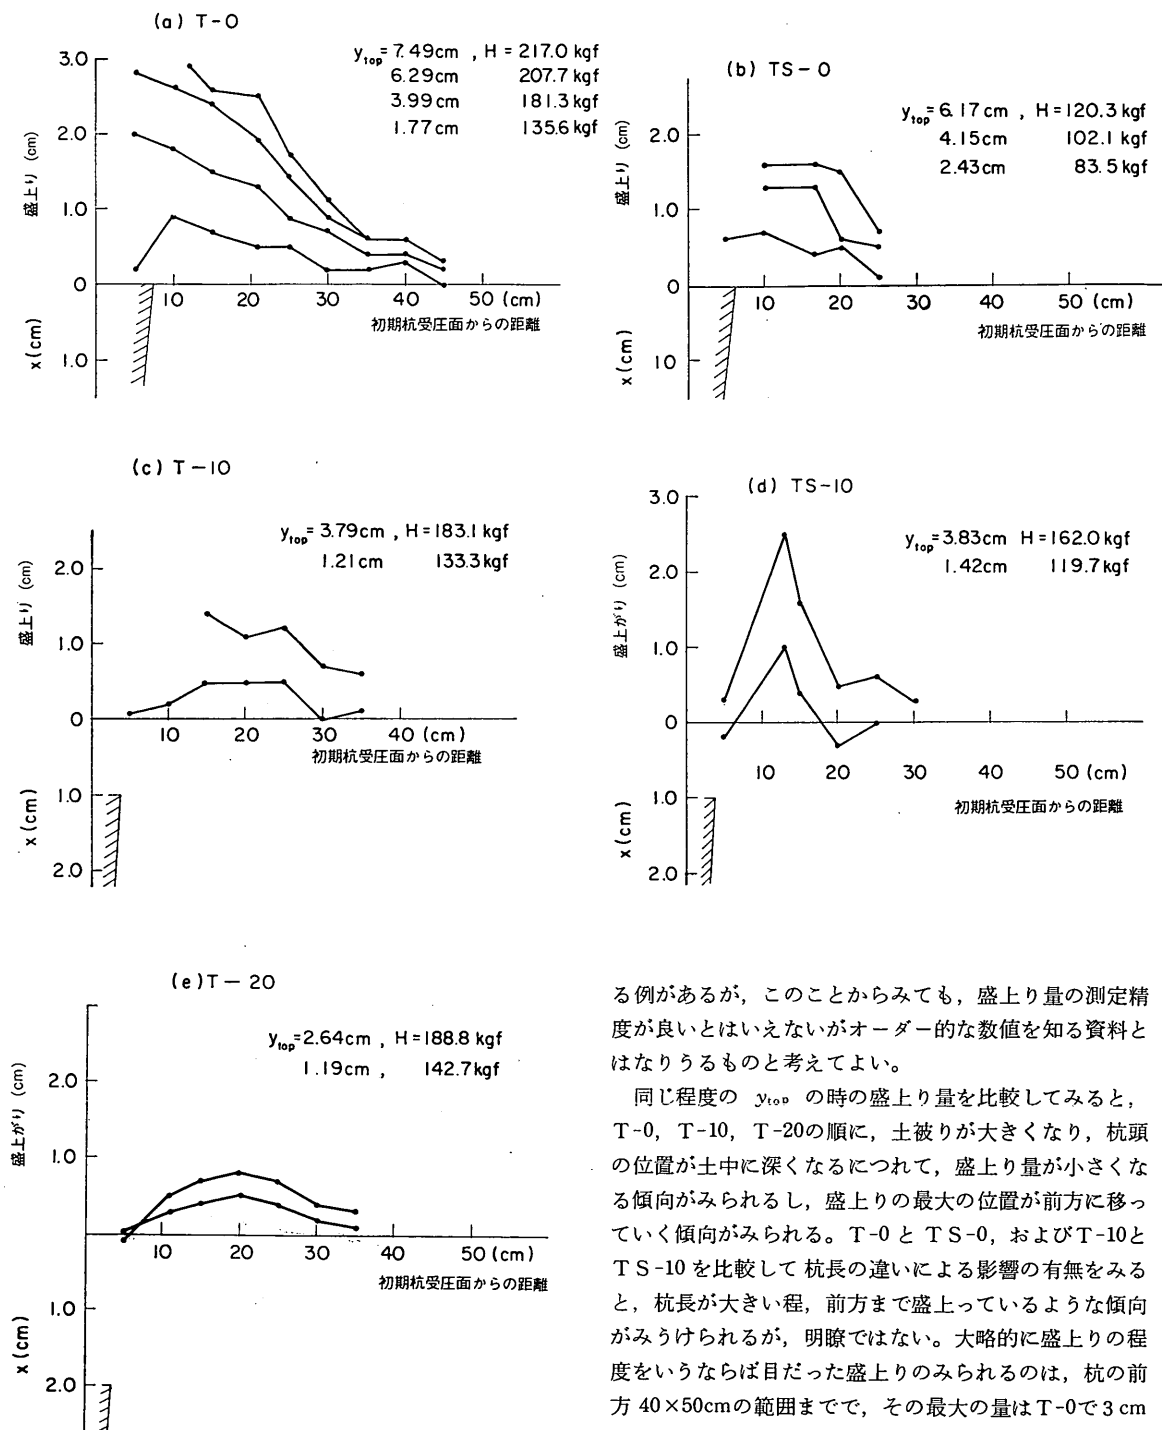 (a) T-0
y_top=7.49cm , H=217.0 kgf
6.29cm 207.7 kgf
3.99cm 181.3 kgf
1.77cm 135.6 kgf
3.0
2.0
1.0
0
1.0
盛上り (cm)
x (cm)
10 20 30 40 50 (cm)
初期杭受圧面からの距離
(b) TS-0
y_top=6.17cm , H=120.3 kgf
4.15cm 102.1 kgf
2.43cm 83.5 kgf
2.0
1.0
0
10
盛上り (cm)
x (cm)
10 20 30 40 50 (cm)
初期杭受圧面からの距離
(c) T-10
y_top=3.79cm , H=183.1 kgf
1.21cm 133.3 kgf
2.0
1.0
0
1.0
2.0
盛上り (cm)
x (cm)
10 20 30 40 (cm)
初期杭受圧面からの距離
(d) TS-10
y_top=3.83cm H=162.0 kgf
1.42cm 119.7 kgf
3.0
2.0
1.0
0
1.0
2.0
盛上がり (cm)
x (cm)
10 20 30 40 50 (cm)
初期杭受圧面からの距離
(e) T-20
y_top=2.64cm , H=188.8 kgf
1.19cm , 142.7 kgf
2.0
1.0
1.0
2.0
盛上がり (cm)
x (cm)
10 20 30 40 50 (cm)
初期杭受圧面からの距離
る例があるが，このことからみても，盛上り量の測定精
度が良いとはいえないがオーダー的な数値を知る資料と
はなりうるものと考えてよい。
同じ程度の y_top の時の盛上り量を比較してみると，
T-0，T-10，T-20の順に，土被りが大きくなり，杭頭
の位置が土中に深くなるにつれて，盛上り量が小さくな
る傾向がみられるし，盛上りの最大の位置が前方に移っ
ていく傾向がみられる。T-0とTS-0，およびT-10と
TS-10を比較して杭長の違いによる影響の有無をみる
と，杭長が大きい程，前方まで盛上っているような傾向
がみうけられるが，明瞭ではない。大略的に盛上りの程
度をいうならば目だった盛上りのみられるのは，杭の前
方 40×50cmの範囲までで，その最大の量はT-0で3cm